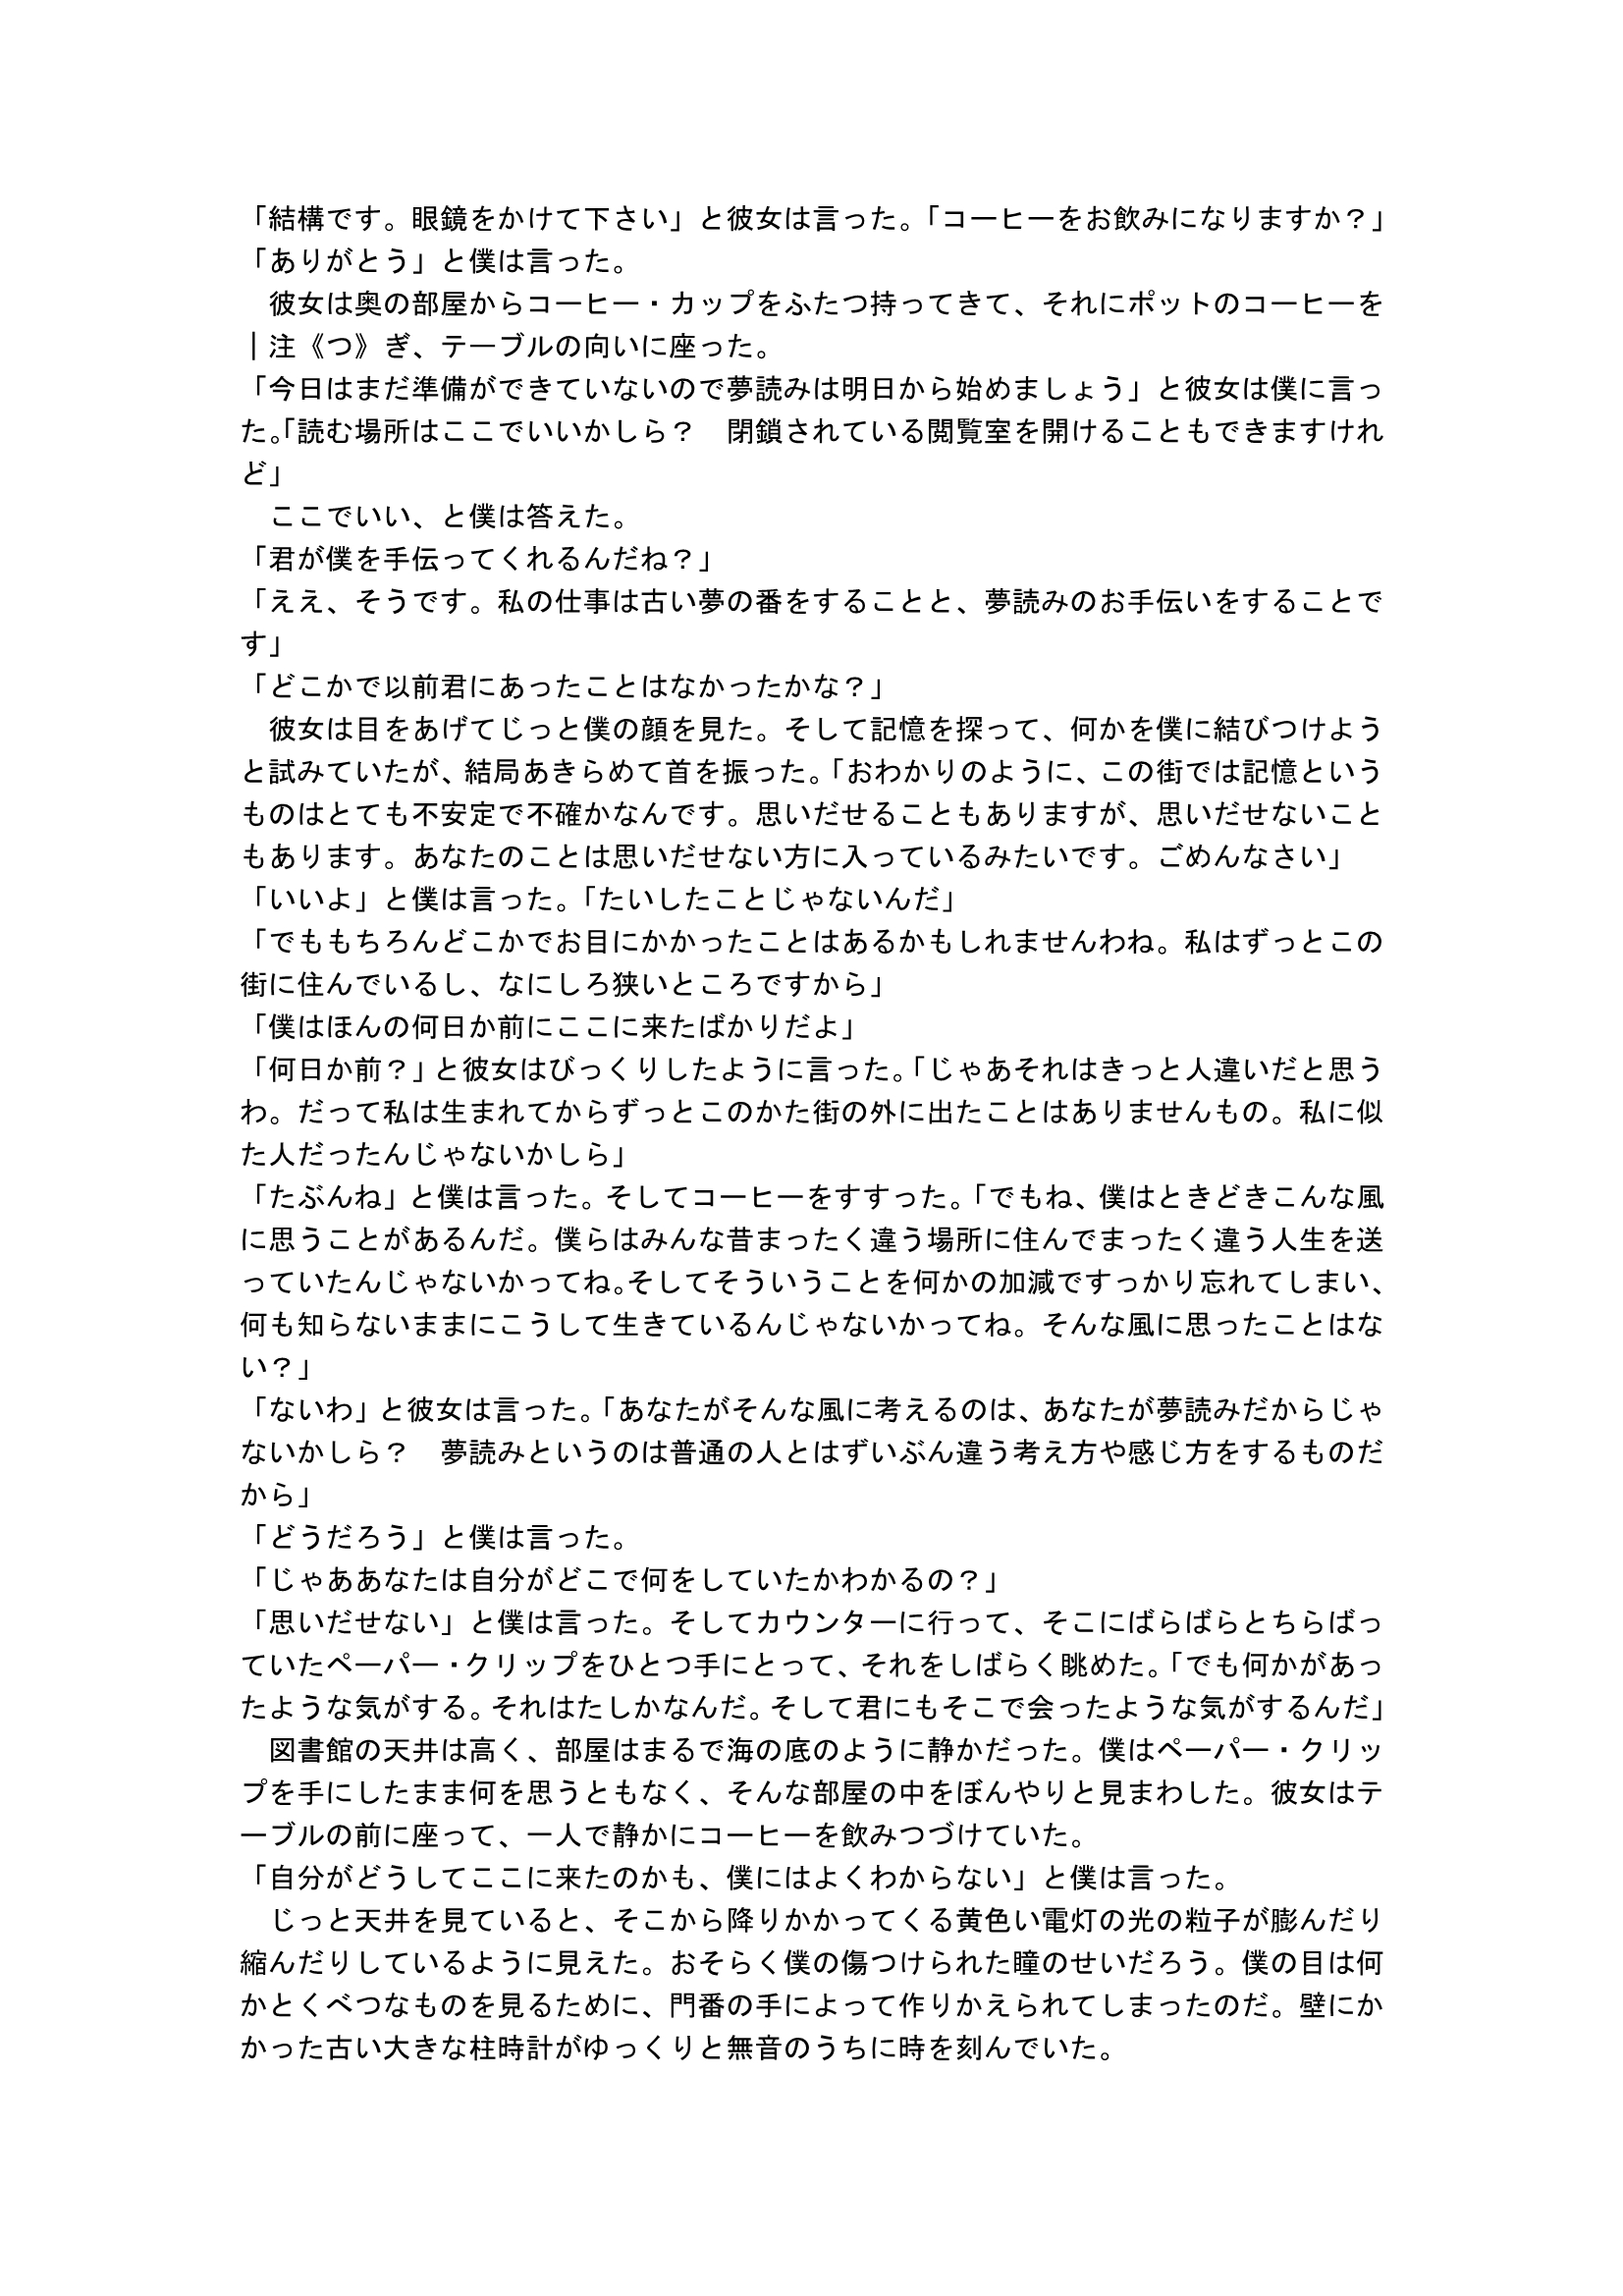 「結構です。眼鏡をかけて下さい」と彼女は言った。「コーヒーをお飲みになりますか？」
「ありがとう」と僕は言った。
　彼女は奥の部屋からコーヒー・カップをふたつ持ってきて、それにポットのコーヒーを
｜注《つ》ぎ、テーブルの向いに座った。
「今日はまだ準備ができていないので夢読みは明日から始めましょう」と彼女は僕に言っ
た。「読む場所はここでいいかしら？　閉鎖されている閲覧室を開けることもできますけれ
ど」
　ここでいい、と僕は答えた。
「君が僕を手伝ってくれるんだね？」
「ええ、そうです。私の仕事は古い夢の番をすることと、夢読みのお手伝いをすることで
す」
「どこかで以前君にあったことはなかったかな？」
　彼女は目をあげてじっと僕の顔を見た。そして記憶を探って、何かを僕に結びつけよう
と試みていたが、結局あきらめて首を振った。「おわかりのように、この街では記憶という
ものはとても不安定で不確かなんです。思いだせることもありますが、思いだせないこと
もあります。あなたのことは思いだせない方に入っているみたいです。ごめんなさい」
「いいよ」と僕は言った。「たいしたことじゃないんだ」
「でももちろんどこかでお目にかかったことはあるかもしれませんわね。私はずっとこの
街に住んでいるし、なにしろ狭いところですから」
「僕はほんの何日か前にここに来たばかりだよ」
「何日か前？」と彼女はびっくりしたように言った。「じゃあそれはきっと人違いだと思う
わ。だって私は生まれてからずっとこのかた街の外に出たことはありませんもの。私に似
た人だったんじゃないかしら」
「たぶんね」と僕は言った。そしてコーヒーをすすった。「でもね、僕はときどきこんな風
に思うことがあるんだ。僕らはみんな昔まったく違う場所に住んでまったく違う人生を送
っていたんじゃないかってね。そしてそういうことを何かの加減ですっかり忘れてしまい、
何も知らないままにこうして生きているんじゃないかってね。そんな風に思ったことはな
い？」
「ないわ」と彼女は言った。「あなたがそんな風に考えるのは、あなたが夢読みだからじゃ
ないかしら？　夢読みというのは普通の人とはずいぶん違う考え方や感じ方をするものだ
から」
「どうだろう」と僕は言った。
「じゃああなたは自分がどこで何をしていたかわかるの？」
「思いだせない」と僕は言った。そしてカウンターに行って、そこにばらばらとちらばっ
ていたペーパー・クリップをひとつ手にとって、それをしばらく眺めた。「でも何かがあっ
たような気がする。それはたしかなんだ。そして君にもそこで会ったような気がするんだ」
　図書館の天井は高く、部屋はまるで海の底のように静かだった。僕はペーパー・クリッ
プを手にしたまま何を思うともなく、そんな部屋の中をぼんやりと見まわした。彼女はテ
ーブルの前に座って、一人で静かにコーヒーを飲みつづけていた。
「自分がどうしてここに来たのかも、僕にはよくわからない」と僕は言った。
　じっと天井を見ていると、そこから降りかかってくる黄色い電灯の光の粒子が膨んだり
縮んだりしているように見えた。おそらく僕の傷つけられた瞳のせいだろう。僕の目は何
かとくべつなものを見るために、門番の手によって作りかえられてしまったのだ。壁にか
かった古い大きな柱時計がゆっくりと無音のうちに時を刻んでいた。